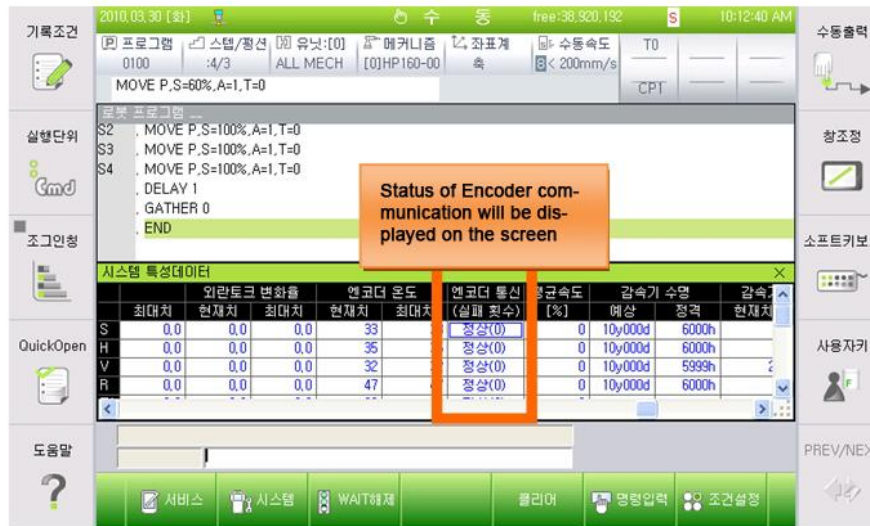 2010,03,30 [화]
수 동
free:38,920,192
S
10:12:40 AM
기록조건
실행단위
Cmd
조그인칭
QuickOpen
도움말
?
프로그램
0100
스텝/펑션
:4/3
유닛:[0]
ALL MECH
메커니즘
[0]HP160-00
좌표계
축
수동속도
8< 200mm/s
T0
CPT
MOVE P,S=60%,A=1,T=0
로봇 프로그램 __
S2 , MOVE P,S=100%,A=1,T=0
S3 , MOVE P,S=100%,A=1,T=0
S4 , MOVE P,S=100%,A=1,T=0
, DELAY 1
, GATHER 0
, END
Status of Encoder com-
munication will be dis-
played on the screen
시스템 특성데이터
외란토크 변화율 엔코더 온도 엔코더 통신 평균속도 감속기 수명
최대치 현재치 최대치 현재치 최대치 (실패 횟수) [%] 예상 정격 현재치
S 0,0 0,0 0,0 33 정상(0) 0 10y000d 6000h
H 0,0 0,0 0,0 35 정상(0) 0 10y000d 6000h
V 0,0 0,0 0,0 32 정상(0) 0 10y000d 5999h
R 0,0 0,0 0,0 47 정상(0) 0 10y000d 6000h
서비스
시스템
WAIT해제
클리어
명령입력
조건설정
수동출력
창조정
소프트키보
사용자키
F
PREV/NEX